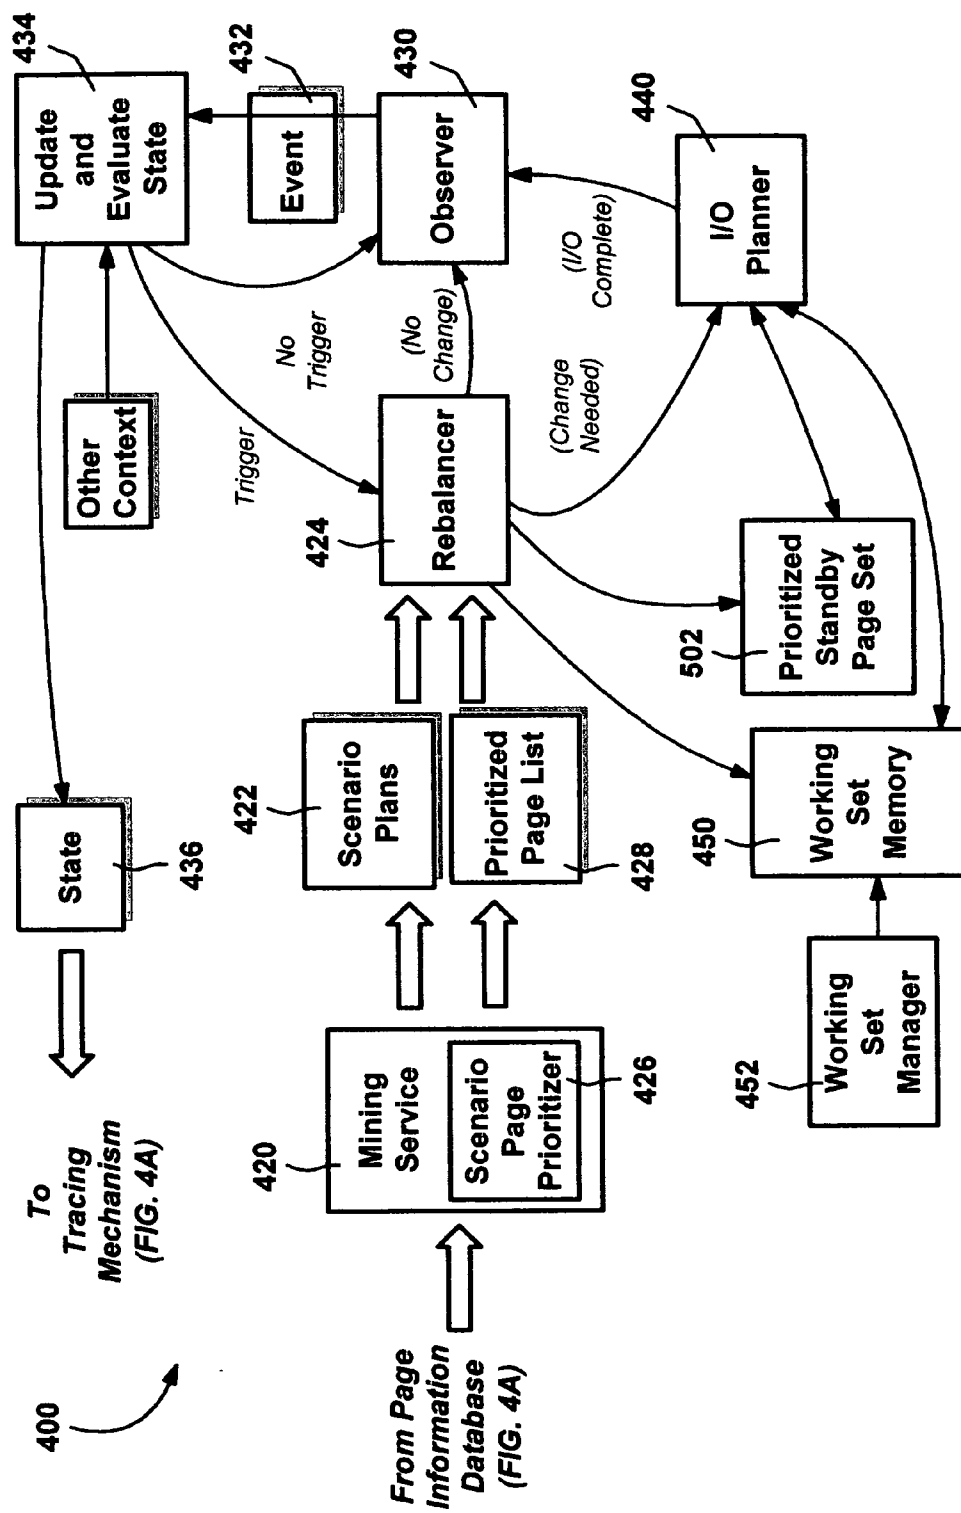 400
To
Tracing
Mechanism
(FIG. 4A)
State
436
Other
Context
Update
and
Evaluate
State
434
Trigger
No
Trigger
Event
432
From Page
Information
Database
(FIG. 4A)
420
Mining
Service
Scenario
Page
Prioritizer
426
422
Scenario
Plans
Prioritized
Page List
428
424
Rebalancer
(No
Change)
Observer
430
(Change
Needed)
(I/O
Complete)
I/O
Planner
440
502
Prioritized
Standby
Page Set
450
Working
Set
Memory
452
Working
Set
Manager